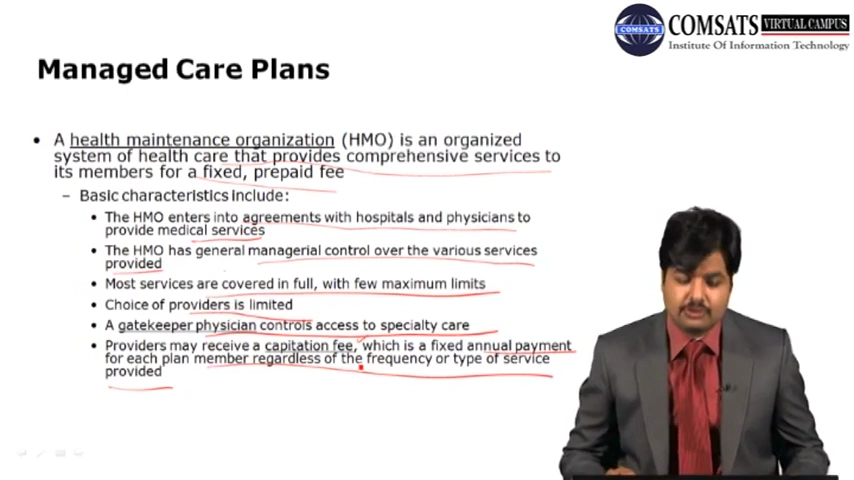 COMSATS
COMSATS VIRTUAL CAMPUS
Institute Of Information Technology
Managed Care Plans
• A health maintenance organization (HMO) is an organized
system of health care that provides comprehensive services to
its members for a fixed, prepaid fee
– Basic characteristics include:
• The HMO enters into agreements with hospitals and physicians to
provide medical services
• The HMO has general managerial control over the various services
provided
• Most services are covered in full, with few maximum limits
• Choice of providers is limited
• A gatekeeper physician controls access to specialty care
• Providers may receive a capitation fee, which is a fixed annual payment
for each plan member regardless of the frequency or type of service
provided